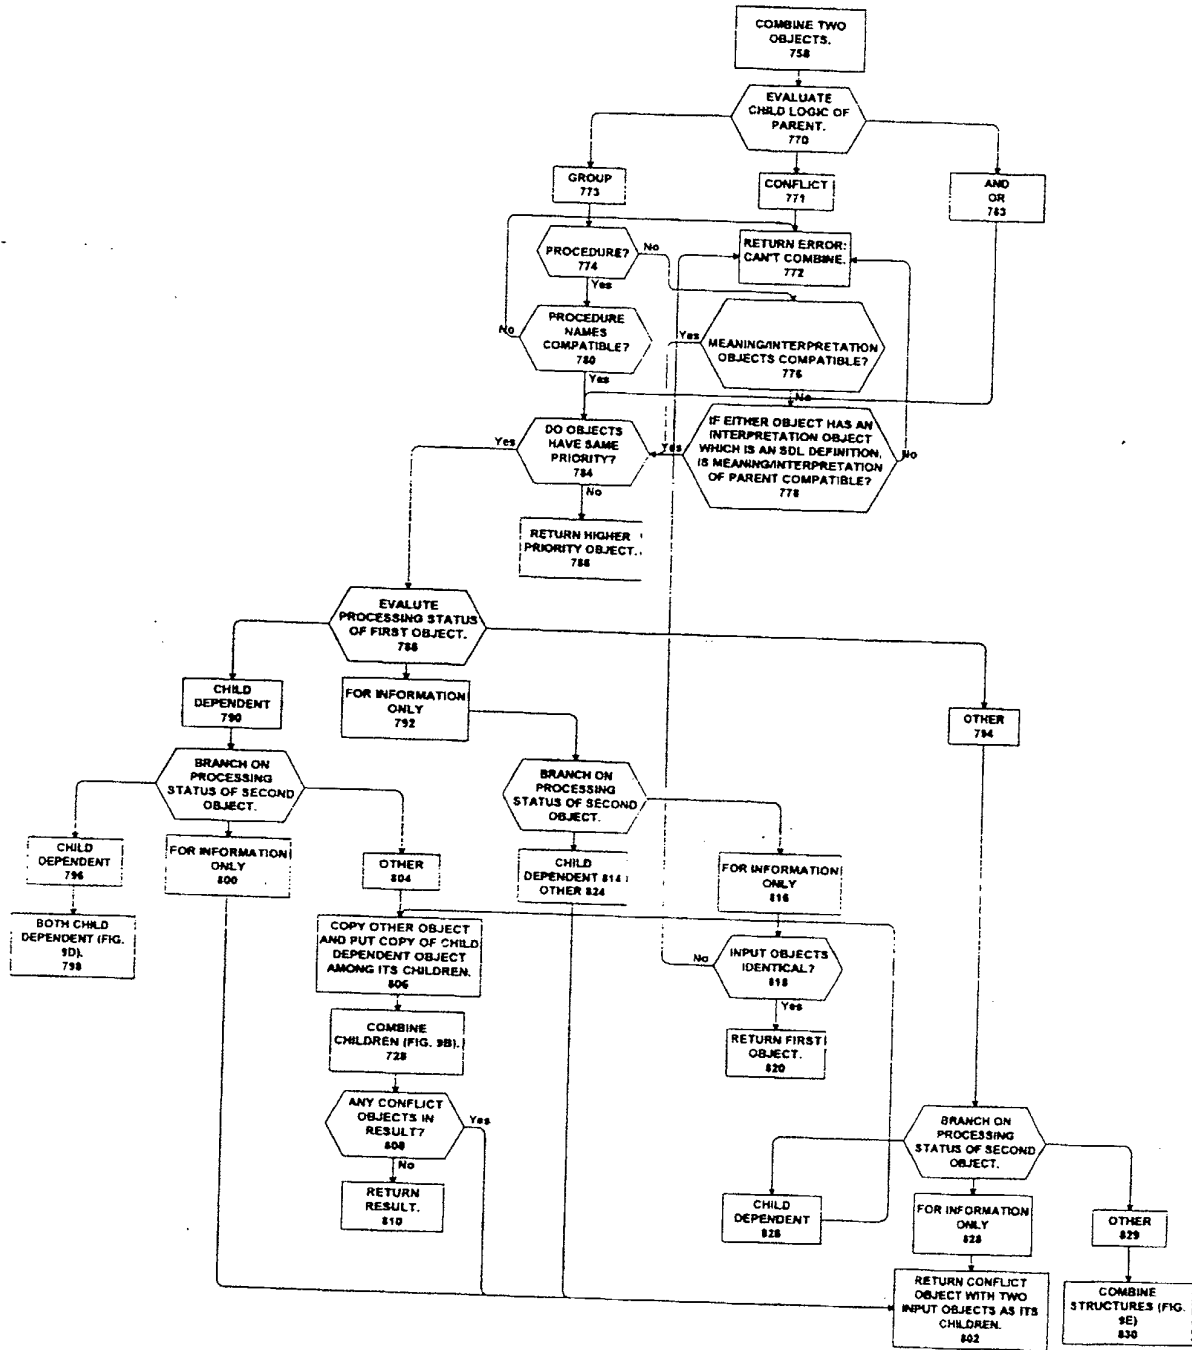 COMBINE TWO
OBJECTS.
758
EVALUATE
CHILD LOGIC OF
PARENT.
770
GROUP
773
CONFLICT
771
AND
OR
783
PROCEDURE?
774
No
Yes
RETURN ERROR:
CAN'T COMBINE.
772
PROCEDURE
NAMES
COMPATIBLE?
780
No
Yes
Yes
MEANING/INTERPRETATION
OBJECTS COMPATIBLE?
776
No
DO OBJECTS
HAVE SAME
PRIORITY?
784
Yes
No
Yes
IF EITHER OBJECT HAS AN
INTERPRETATION OBJECT
WHICH IS AN SDL DEFINITION,
IS MEANING/INTERPRETATION
OF PARENT COMPATIBLE?
778
No
RETURN HIGHER
PRIORITY OBJECT.
786
EVALUTE
PROCESSING STATUS
OF FIRST OBJECT.
788
CHILD
DEPENDENT
790
FOR INFORMATION
ONLY
792
OTHER
794
BRANCH ON
PROCESSING
STATUS OF SECOND
OBJECT.
BRANCH ON
PROCESSING
STATUS OF SECOND
OBJECT.
CHILD
DEPENDENT
796
FOR INFORMATION
ONLY
800
OTHER
804
CHILD
DEPENDENT 814
OTHER 824
FOR INFORMATION
ONLY
816
BOTH CHILD
DEPENDENT (FIG.
9D).
798
COPY OTHER OBJECT
AND PUT COPY OF CHILD
DEPENDENT OBJECT
AMONG ITS CHILDREN.
806
No
INPUT OBJECTS
IDENTICAL?
818
Yes
COMBINE
CHILDREN (FIG. 9B).
728
RETURN FIRST
OBJECT.
820
ANY CONFLICT
OBJECTS IN
RESULT?
808
Yes
No
RETURN
RESULT.
810
BRANCH ON
PROCESSING
STATUS OF SECOND
OBJECT.
CHILD
DEPENDENT
826
FOR INFORMATION
ONLY
828
OTHER
829
RETURN CONFLICT
OBJECT WITH TWO
INPUT OBJECTS AS ITS
CHILDREN.
802
COMBINE
STRUCTURES (FIG.
9E)
830